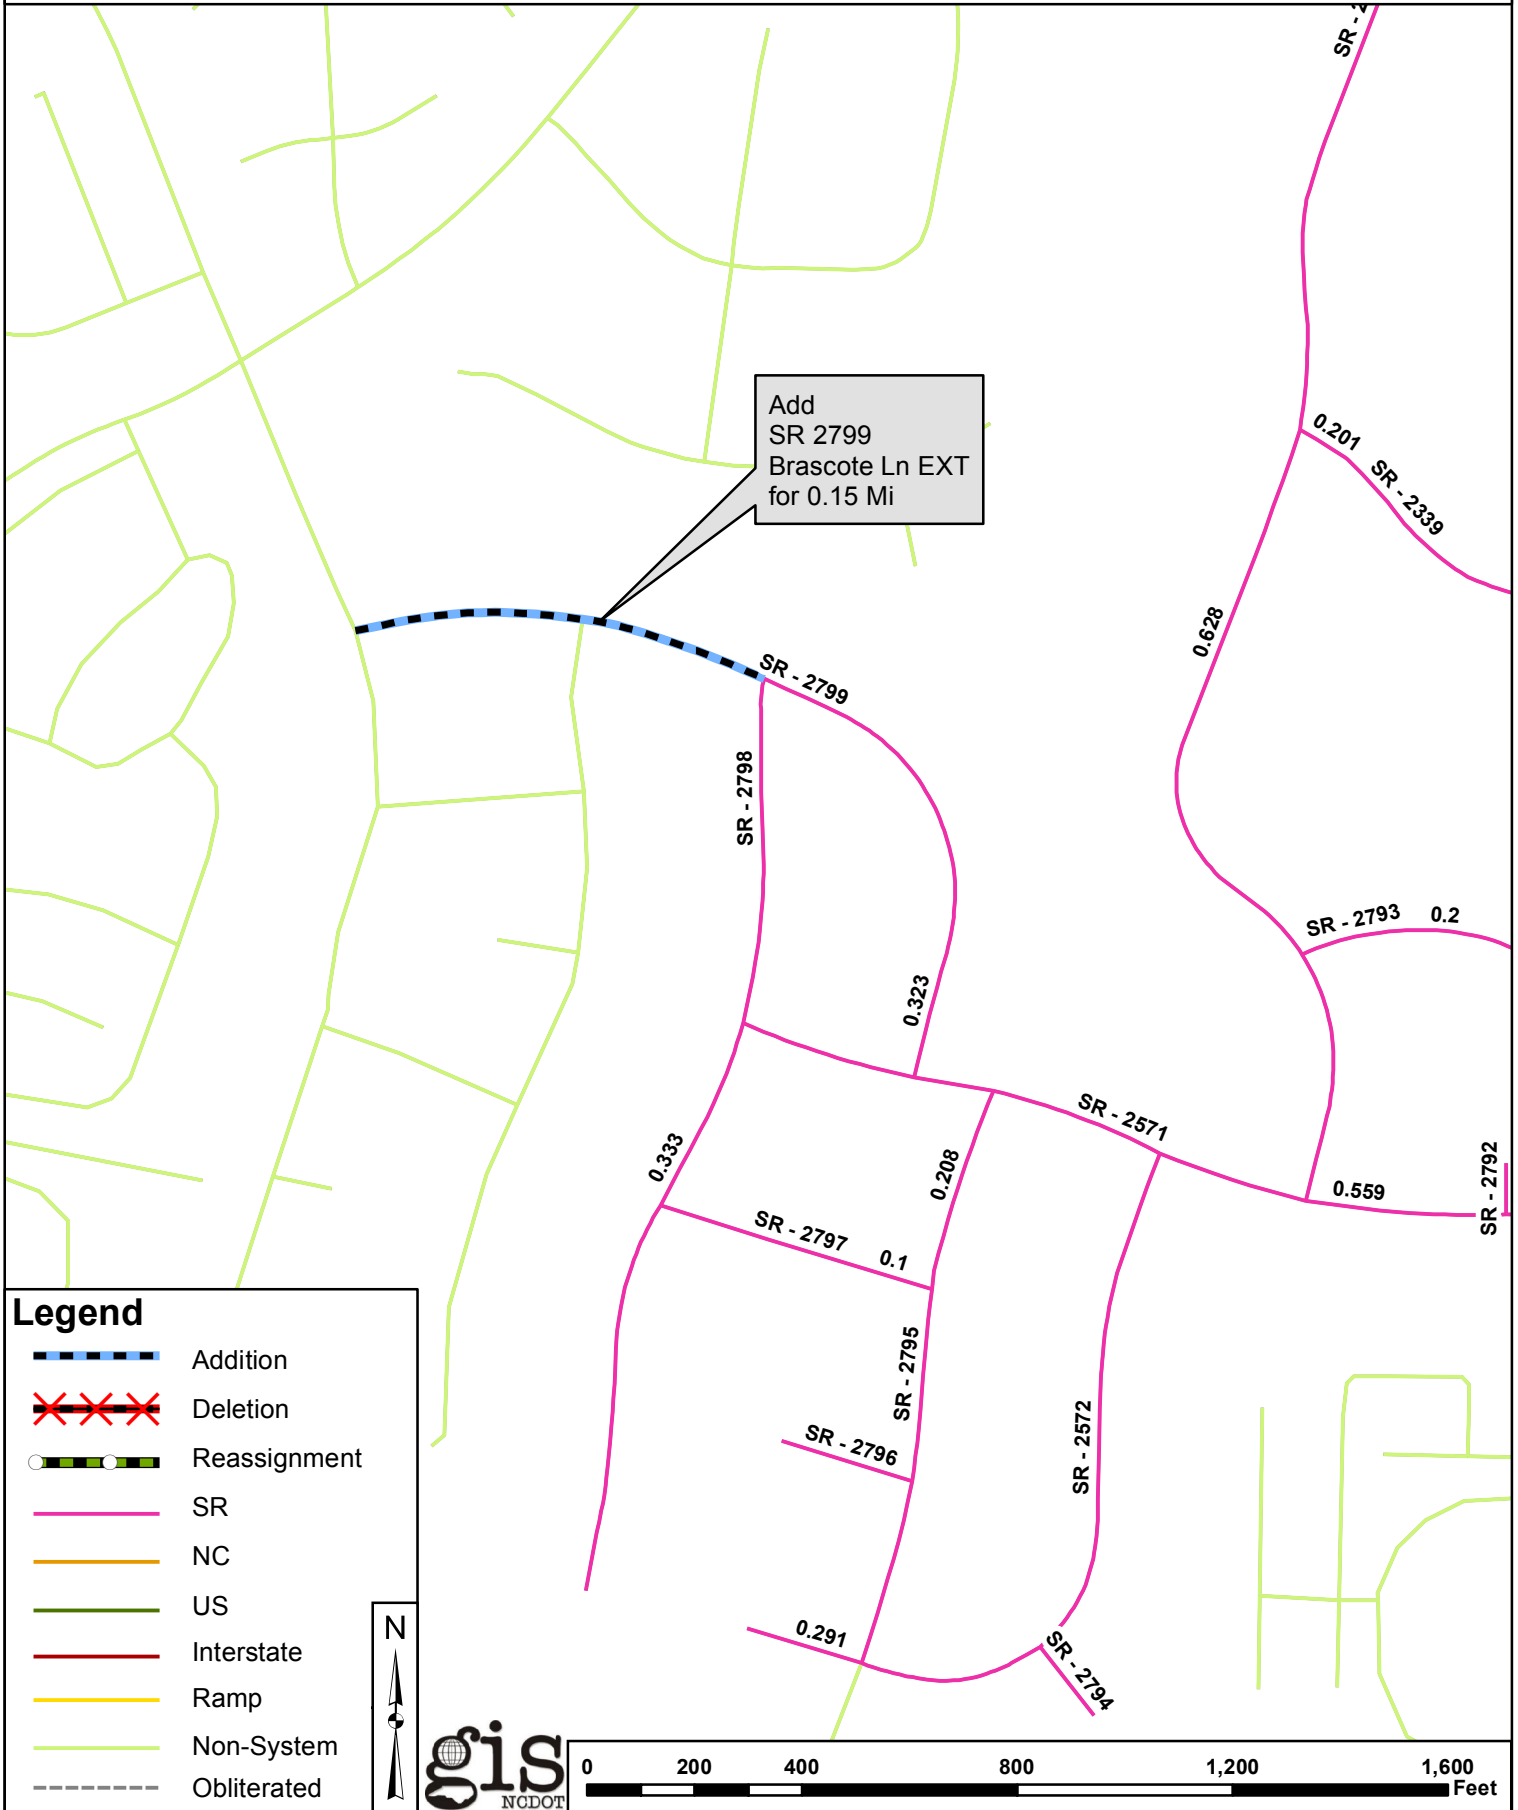 SR - 2
Add
SR 2799
Brascote Ln EXT
for 0.15 Mi
0.201
SR - 2339
0.628
SR - 2799
SR - 2798
SR - 2793
0.2
0.323
SR - 2571
0.333
0.208
SR - 2792
0.559
SR - 2797
0.1
SR - 2795
SR - 2572
SR - 2796
0.291
SR - 2794
Legend
Addition
Deletion
Reassignment
SR
NC
US
Interstate
Ramp
Non-System
Obliterated
N
gis
NCDOT
0 200 400 800 1,200 1,600
Feet